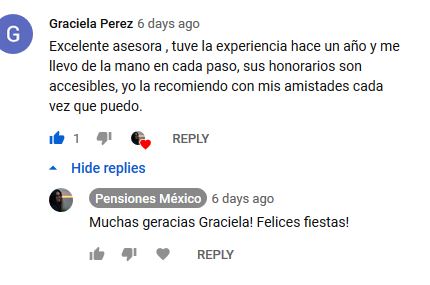 G
Graciela Perez 6 days ago
Excelente asesora , tuve la experiencia hace un año y me
llevo de la mano en cada paso, sus honorarios son
accesibles, yo la recomiendo con mis amistades cada
vez que puedo.
1 REPLY
Hide replies
Pensiones México 6 days ago
Muchas geracias Graciela! Felices fiestas!
REPLY